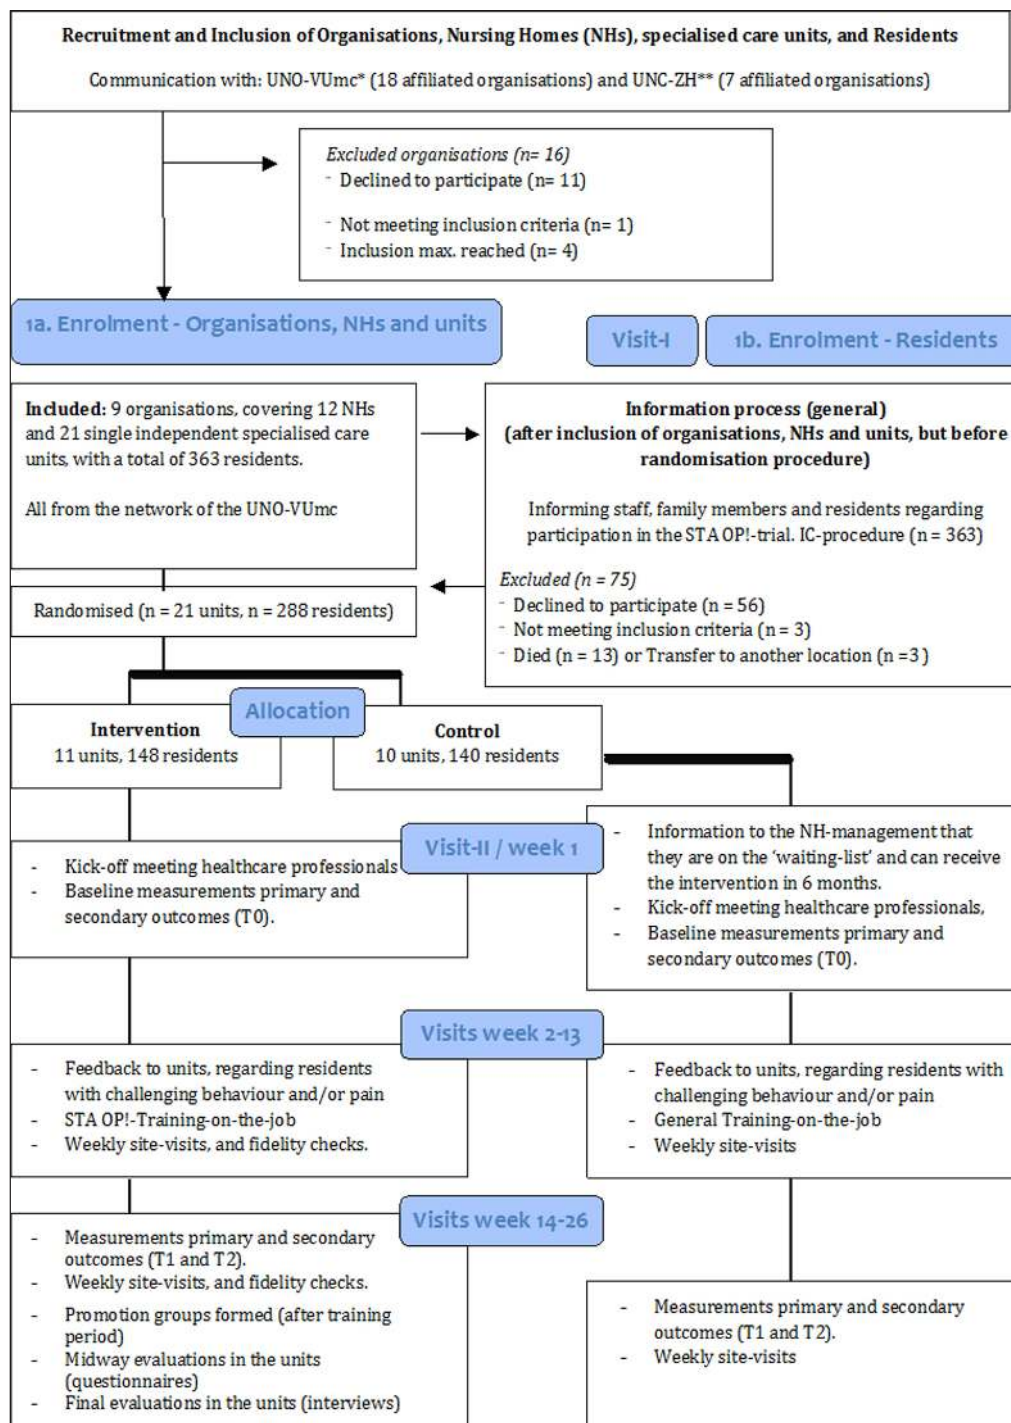 Recruitment and Inclusion of Organisations, Nursing Homes (NHs), specialised care units, and Residents
Communication with: UNO-VUmc* (18 affiliated organisations) and UNC-ZH** (7 affiliated organisations)
Excluded organisations (n= 16)
- Declined to participate (n= 11)
- Not meeting inclusion criteria (n= 1)
- Inclusion max. reached (n= 4)
1a. Enrolment - Organisations, NHs and units
Visit-I
1b. Enrolment - Residents
Included: 9 organisations, covering 12 NHs
and 21 single independent specialised care
units, with a total of 363 residents.
All from the network of the UNO-VUmc
Information process (general)
(after inclusion of organisations, NHs and units, but before
randomisation procedure)
Informing staff, family members and residents regarding
participation in the STA OP!-trial. IC-procedure (n = 363)
Excluded (n = 75)
- Declined to participate (n = 56)
- Not meeting inclusion criteria (n = 3)
- Died (n = 13) or Transfer to another location (n =3 )
Randomised (n = 21 units, n = 288 residents)
Allocation
Intervention
11 units, 148 residents
Control
10 units, 140 residents
Visit-II / week 1
- Kick-off meeting healthcare professionals
- Baseline measurements primary and
secondary outcomes (T0).
- Information to the NH-management that
they are on the 'waiting-list' and can receive
the intervention in 6 months.
- Kick-off meeting healthcare professionals,
- Baseline measurements primary and
secondary outcomes (T0).
Visits week 2-13
- Feedback to units, regarding residents
with challenging behaviour and/or pain
- STA OP!-Training-on-the-job
- Weekly site-visits, and fidelity checks.
- Feedback to units, regarding residents with
challenging behaviour and/or pain
- General Training-on-the-job
- Weekly site-visits
Visits week 14-26
- Measurements primary and secondary
outcomes (T1 and T2).
- Weekly site-visits, and fidelity checks.
- Promotion groups formed (after training
period)
- Midway evaluations in the units
(questionnaires)
- Final evaluations in the units (interviews)
- Measurements primary and secondary
outcomes (T1 and T2).
- Weekly site-visits